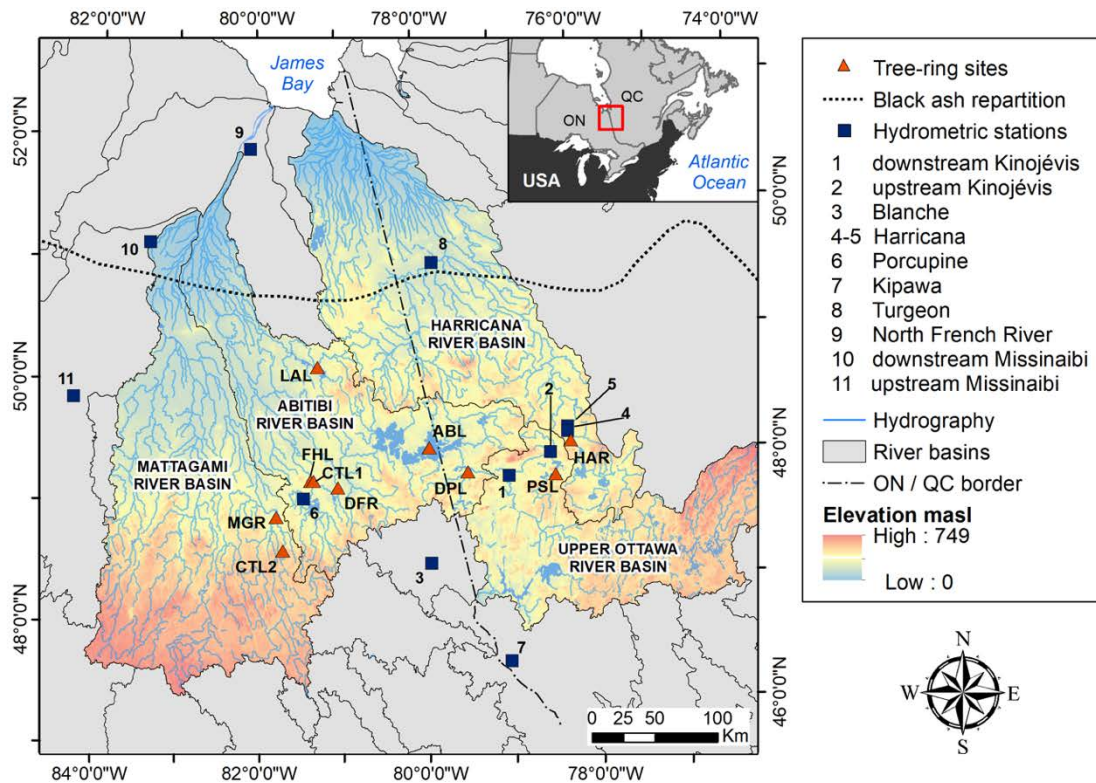 82°0'0"W 80°0'0"W 78°0'0"W 76°0'0"W 74°0'0"W
James
Bay
QC
ON
USA
Atlantic
Ocean
52°0'0"N
50°0'0"N
48°0'0"N
50°0'0"N
48°0'0"N
46°0'0"N
9
10
8
11
HARRICANA
RIVER BASIN
LAL
ABITIBI
RIVER BASIN
2
5
4
ABL
HAR
MATTAGAMI
RIVER BASIN
FHL
CTL1
DPL
1
PSL
DFR
6
MGR
CTL2
UPPER OTTAWA
RIVER BASIN
3
7
0 25 50 100
Km
84°0'0"W 82°0'0"W 80°0'0"W 78°0'0"W
Tree-ring sites
Black ash repartition
Hydrometric stations
1 downstream Kinojévis
2 upstream Kinojévis
3 Blanche
4-5 Harricana
6 Porcupine
7 Kipawa
8 Turgeon
9 North French River
10 downstream Missinaibi
11 upstream Missinaibi
Hydrography
River basins
ON / QC border
Elevation masl
High : 749
Low : 0
N
W E
S